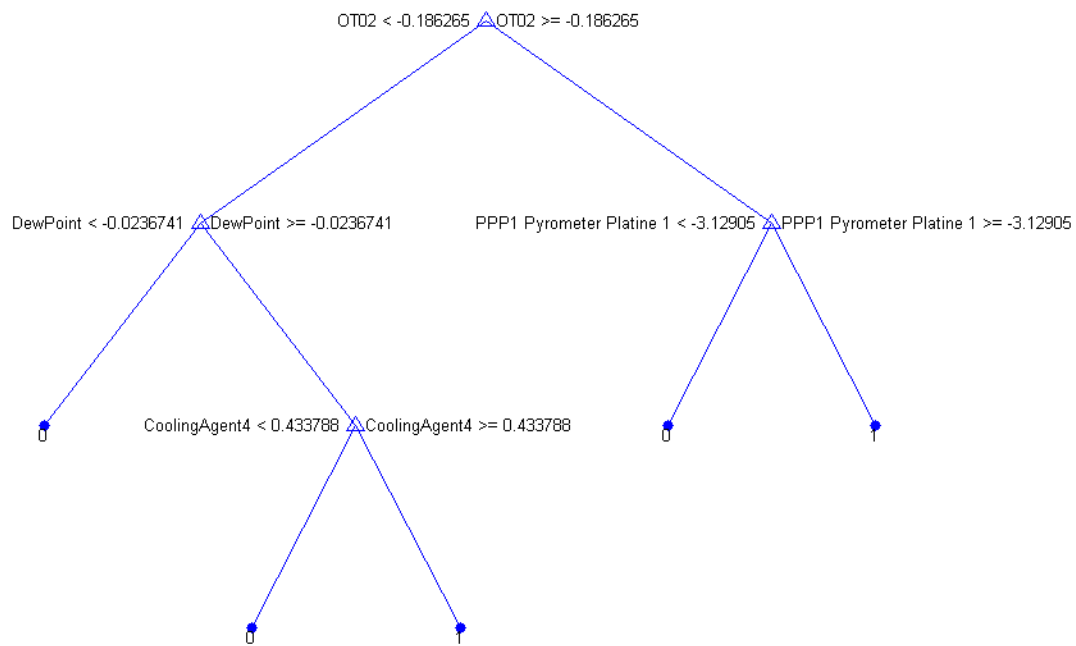 OT02 < -0.186265 OT02 >= -0.186265
DewPoint < -0.0236741 DewPoint >= -0.0236741 PPP1 Pyrometer Platine 1 < -3.12905 PPP1 Pyrometer Platine 1 >= -3.12905
0 CoolingAgent4 < 0.433788 CoolingAgent4 >= 0.433788 0 1
0 1